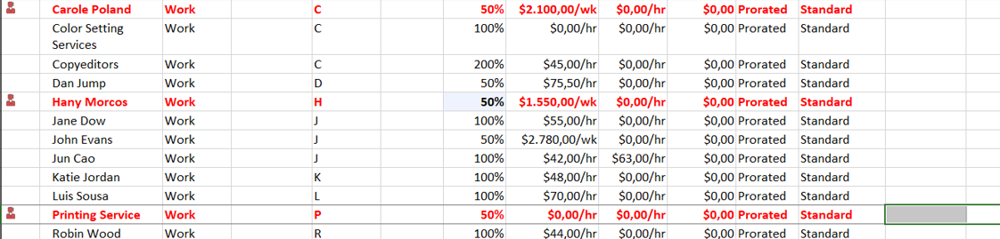 Carole Poland Work C 50% $2.100,00/wk $0,00/hr $0,00 Prorated Standard
Color Setting Work C 100% $0,00/hr $0,00/hr $0,00 Prorated Standard
Services
Copyeditors Work C 200% $45,00/hr $0,00/hr $0,00 Prorated Standard
Dan Jump Work D 50% $75,50/hr $0,00/hr $0,00 Prorated Standard
Hany Morcos Work H 50% $1.550,00/wk $0,00/hr $0,00 Prorated Standard
Jane Dow Work J 100% $55,00/hr $0,00/hr $0,00 Prorated Standard
John Evans Work J 50% $2.780,00/wk $0,00/hr $0,00 Prorated Standard
Jun Cao Work J 100% $42,00/hr $63,00/hr $0,00 Prorated Standard
Katie Jordan Work K 100% $48,00/hr $0,00/hr $0,00 Prorated Standard
Luis Sousa Work L 100% $70,00/hr $0,00/hr $0,00 Prorated Standard
Printing Service Work P 50% $0,00/hr $0,00/hr $0,00 Prorated Standard
Robin Wood Work R 100% $44,00/hr $0,00/hr $0,00 Prorated Standard